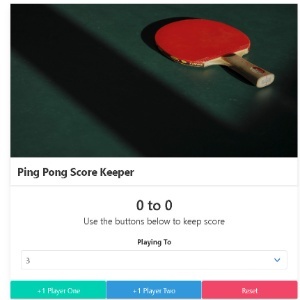 Ping Pong Score Keeper
0 to 0
Use the buttons below to keep score
Playing To
3
+1 Player One
+1 Player Two
Reset